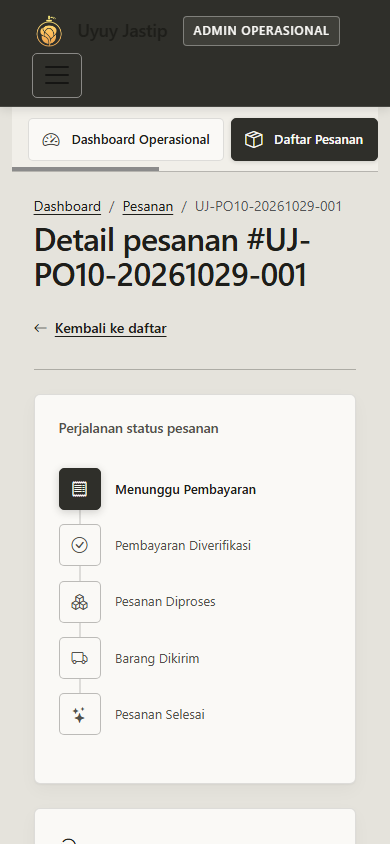 Uyuy Jastip
ADMIN OPERASIONAL
Dashboard Operasional
Daftar Pesanan
Dashboard / Pesanan / UJ-PO10-20261029-001
Detail pesanan #UJ-
PO10-20261029-001
← Kembali ke daftar
Perjalanan status pesanan
Menunggu Pembayaran
Pembayaran Diverifikasi
Pesanan Diproses
Barang Dikirim
Pesanan Selesai